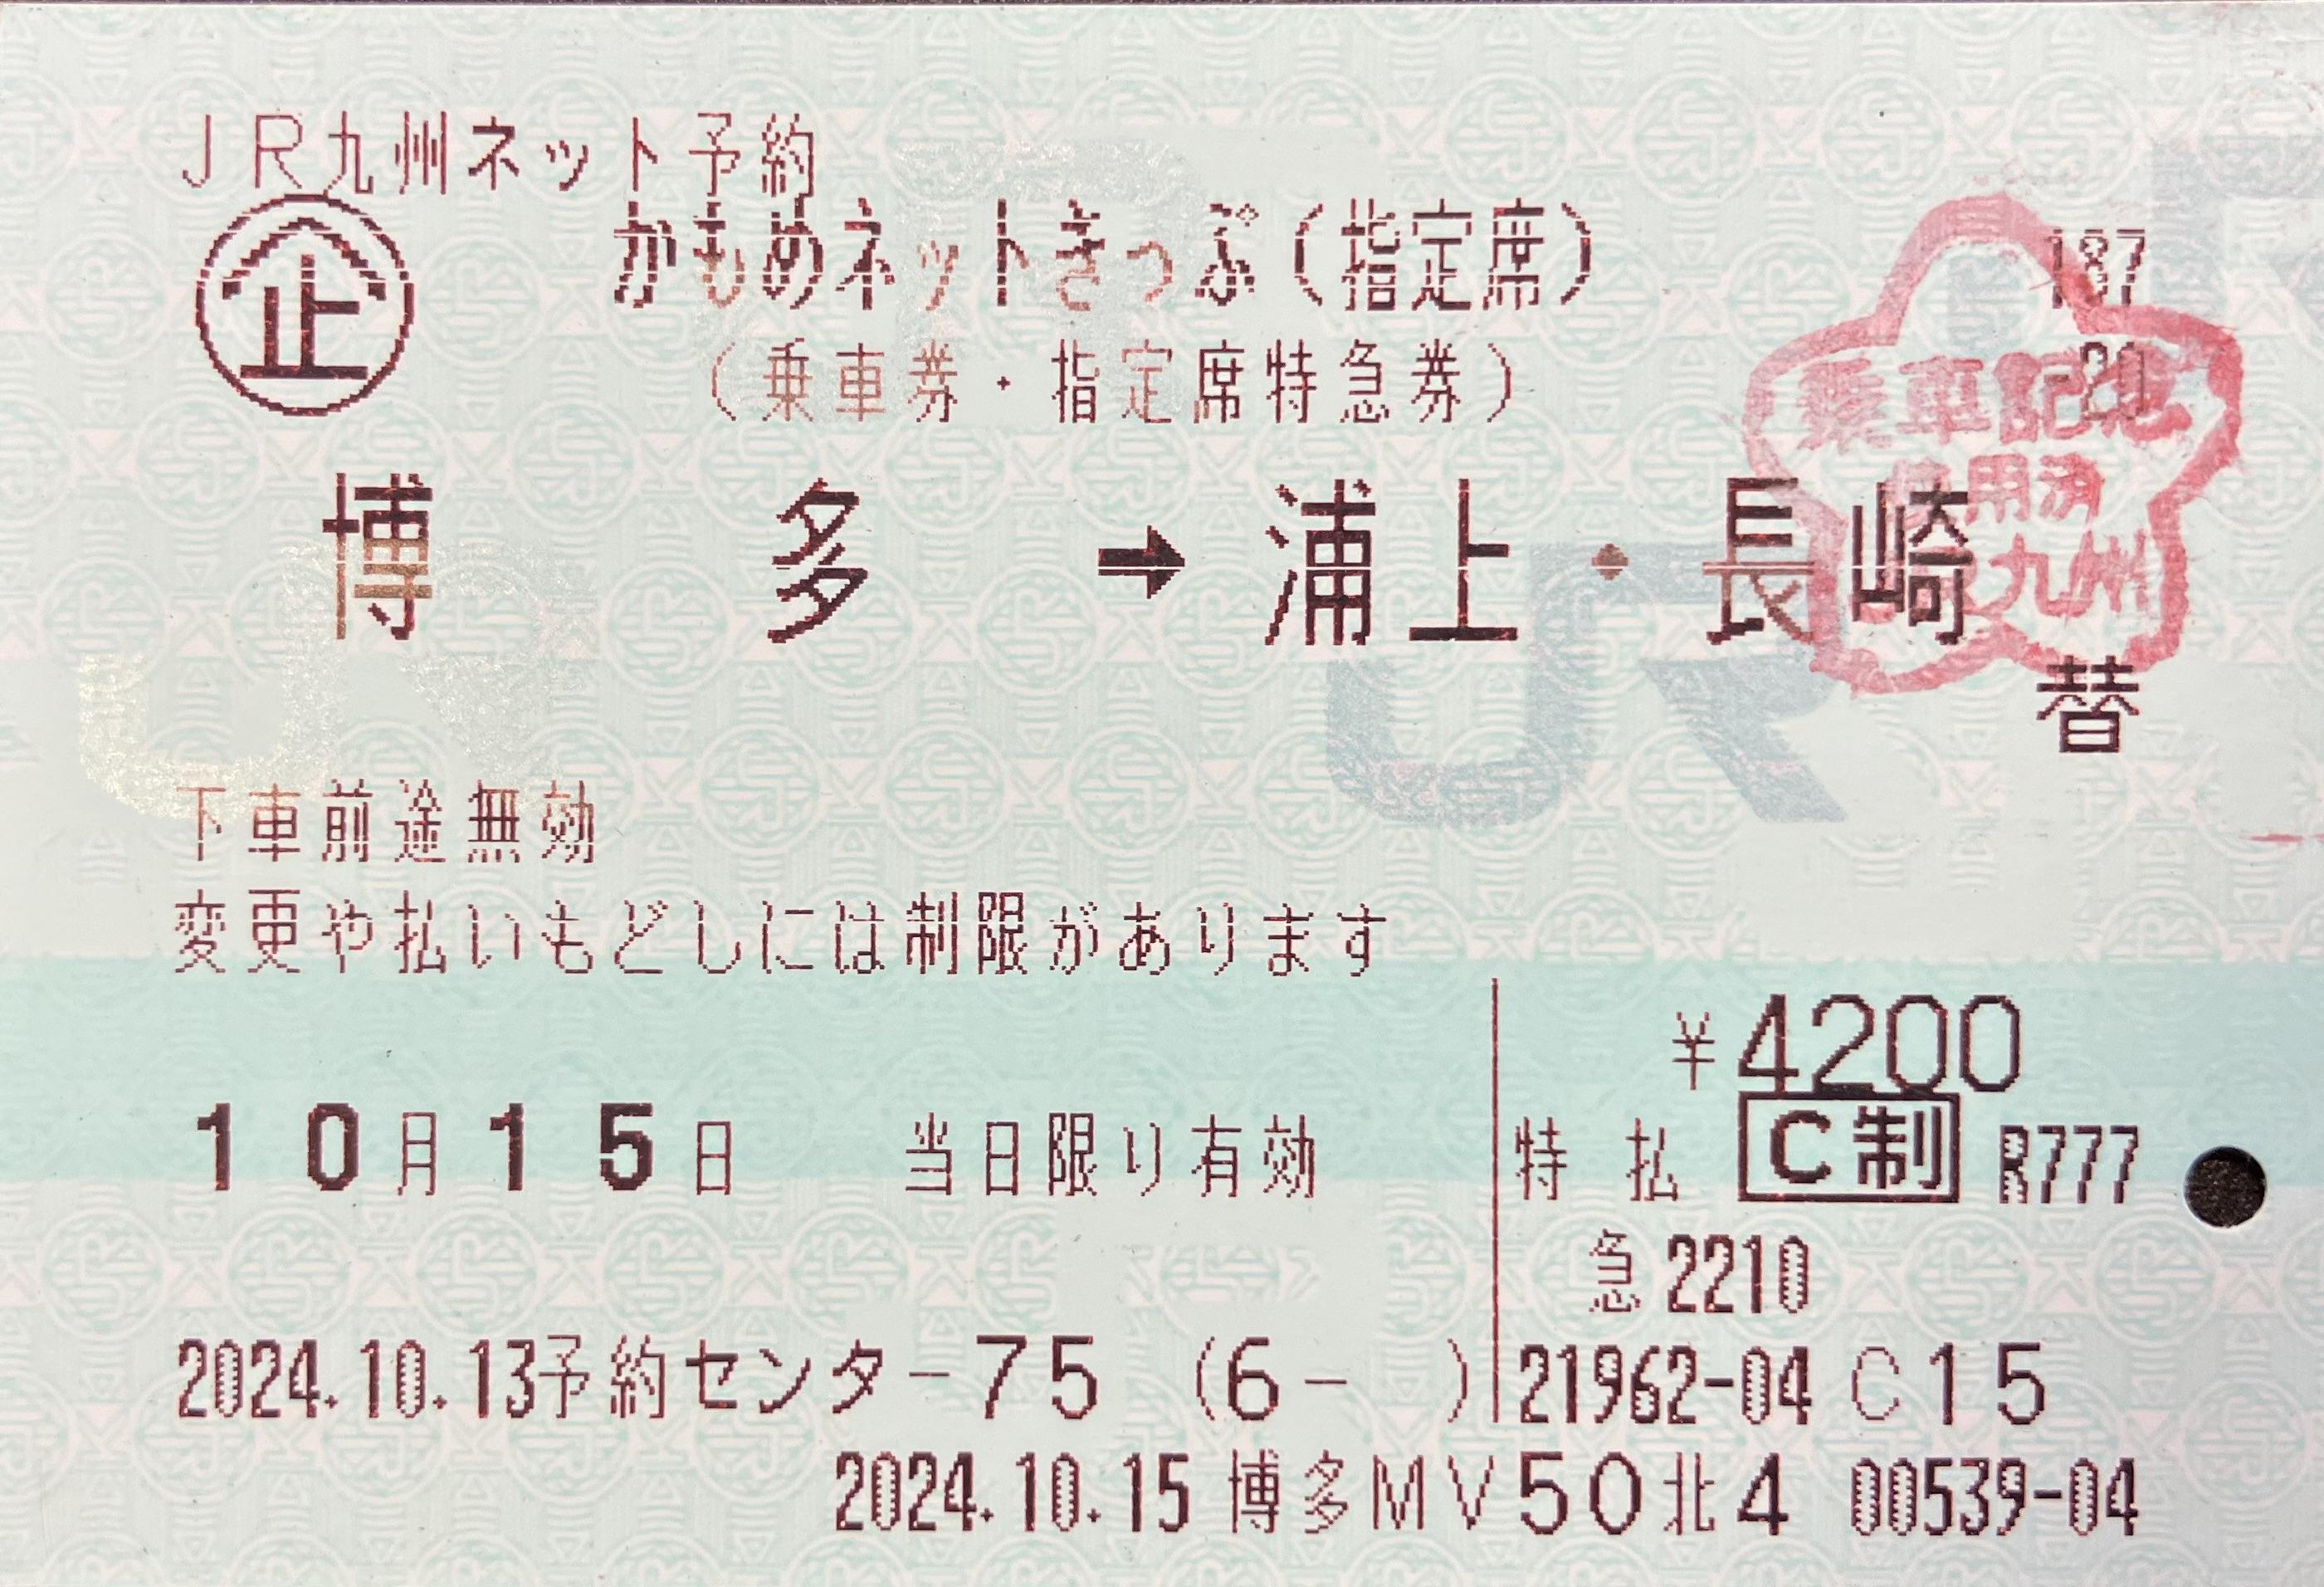 JR九州ネット予約
企 かもめネットきっぷ(指定席) 187
(乗車券・指定席特急券) -20
博多→浦上・長崎
乗車記念
使用済
九州
替
下車前途無効
変更や払いもどしには制限があります
¥4200
10月15日 当日限り有効 特 払 C制 R777
急2210
2024.10.13予約センター75 (6- ) 21962-04 C15
2024.10.15 博多MV50北4 00539-04